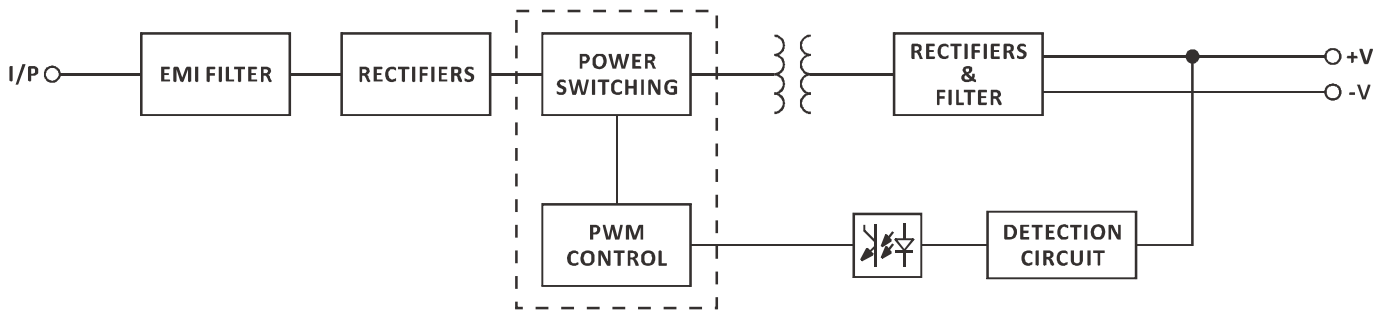 I/P
EMI FILTER
RECTIFIERS
POWER
SWITCHING
RECTIFIERS
&
FILTER
+V
-V
PWM
CONTROL
DETECTION
CIRCUIT